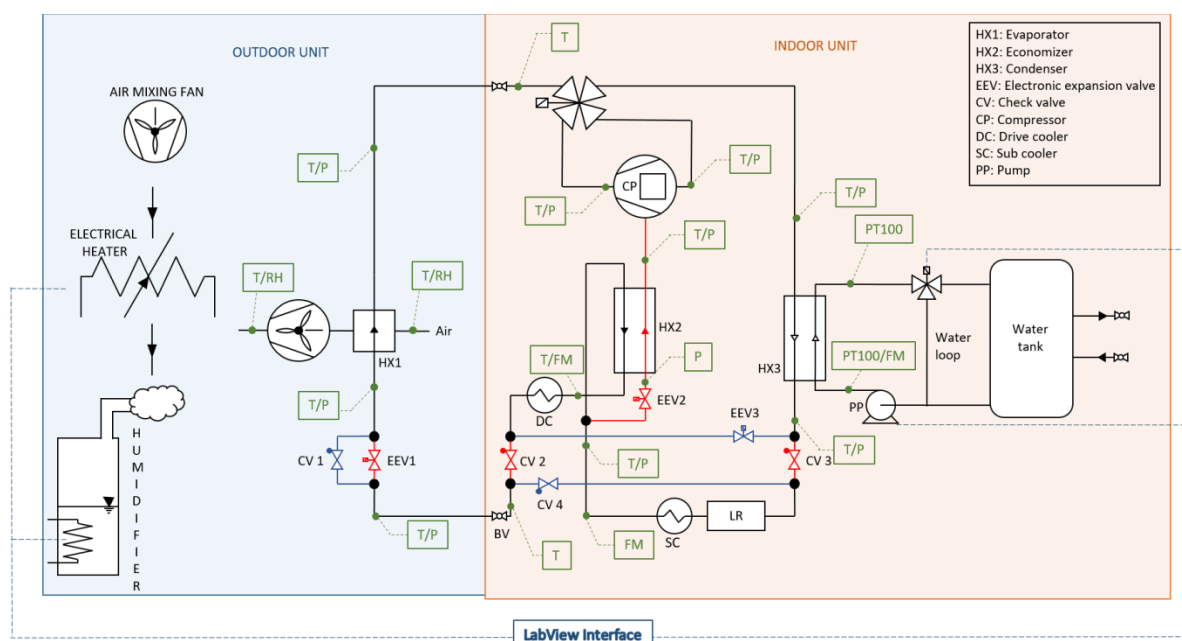 OUTDOOR UNIT
INDOOR UNIT
HX1: Evaporator
HX2: Economizer
HX3: Condenser
EEV: Electronic expansion valve
CV: Check valve
CP: Compressor
DC: Drive cooler
SC: Sub cooler
PP: Pump
T
AIR MIXING FAN
T/P
T/P
T/P
CP
T/P
T/P
PT100
ELECTRICAL
HEATER
T/RH
T/RH
Air
HX1
HX2
HX3
Water
loop
Water
tank
T/FM
P
PT100/FM
PP
DC
EEV2
EEV3
T/P
CV 1
EEV1
CV 2
T/P
CV 3
T/P
CV 4
HUMIDIFIER
T/P
BV
T
FM
SC
LR
LabView Interface